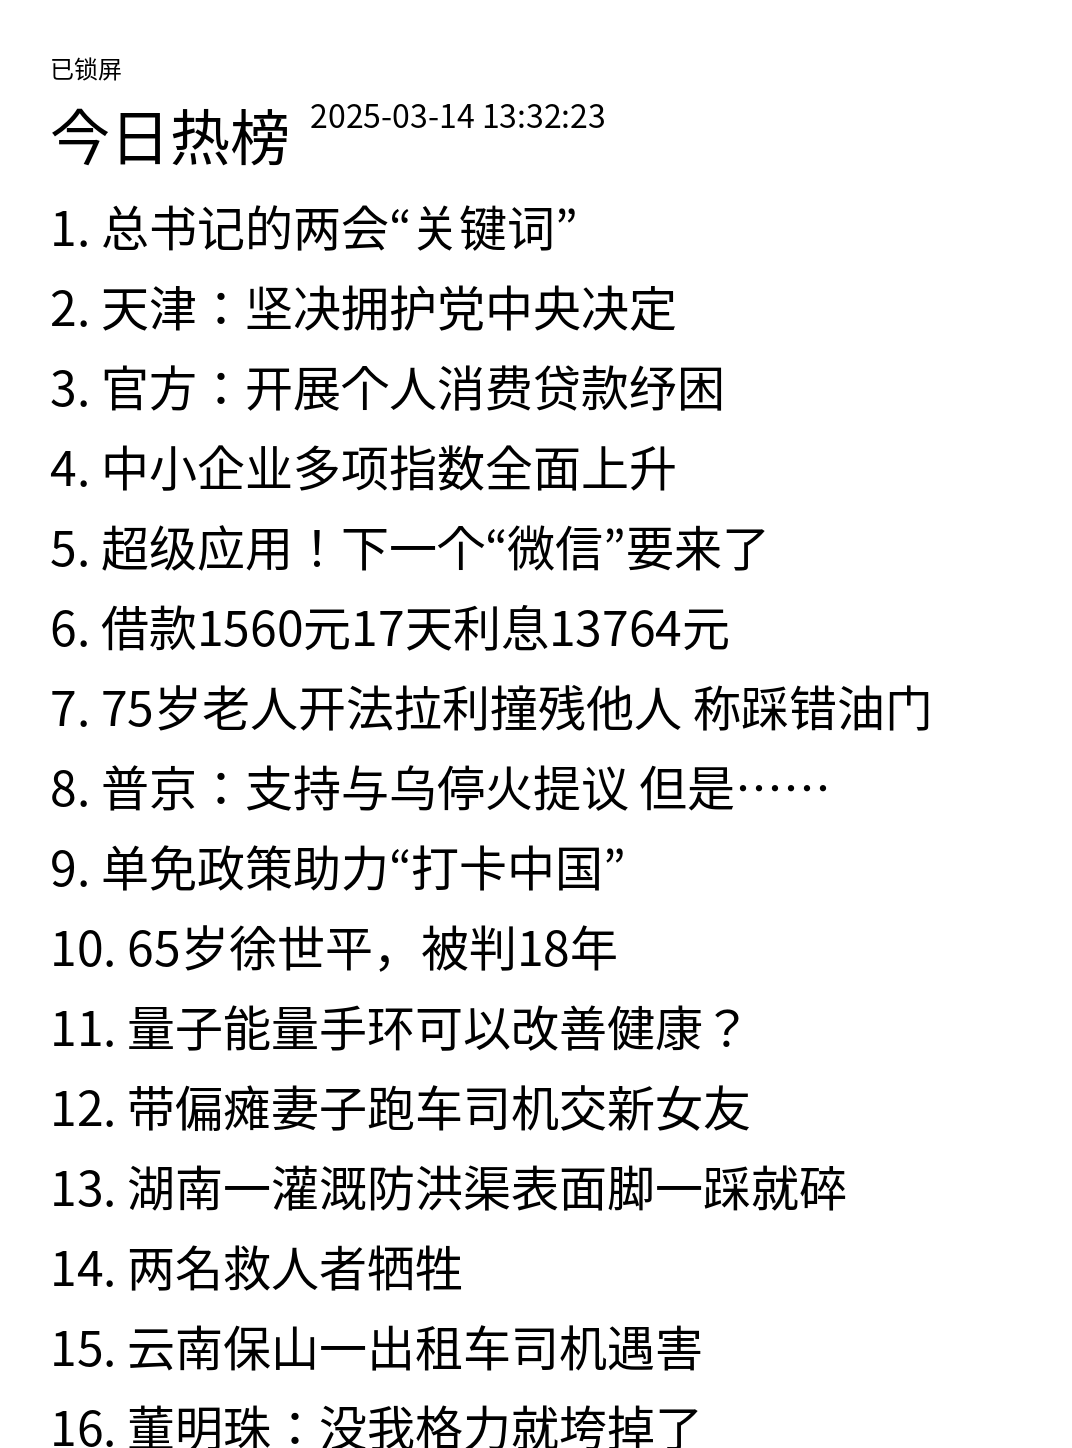 已锁屏
今日热榜 2025-03-14 13:32:23
1. 总书记的两会“关键词”
2. 天津：坚决拥护党中央决定
3. 官方：开展个人消费贷款纾困
4. 中小企业多项指数全面上升
5. 超级应用！下一个“微信”要来了
6. 借款1560元17天利息13764元
7. 75岁老人开法拉利撞残他人 称踩错油门
8. 普京：支持与乌停火提议 但是……
9. 单免政策助力“打卡中国”
10. 65岁徐世平，被判18年
11. 量子能量手环可以改善健康？
12. 带偏瘫妻子跑车司机交新女友
13. 湖南一灌溉防洪渠表面脚一踩就碎
14. 两名救人者牺牲
15. 云南保山一出租车司机遇害
16. 董明珠：没我格力就垮掉了